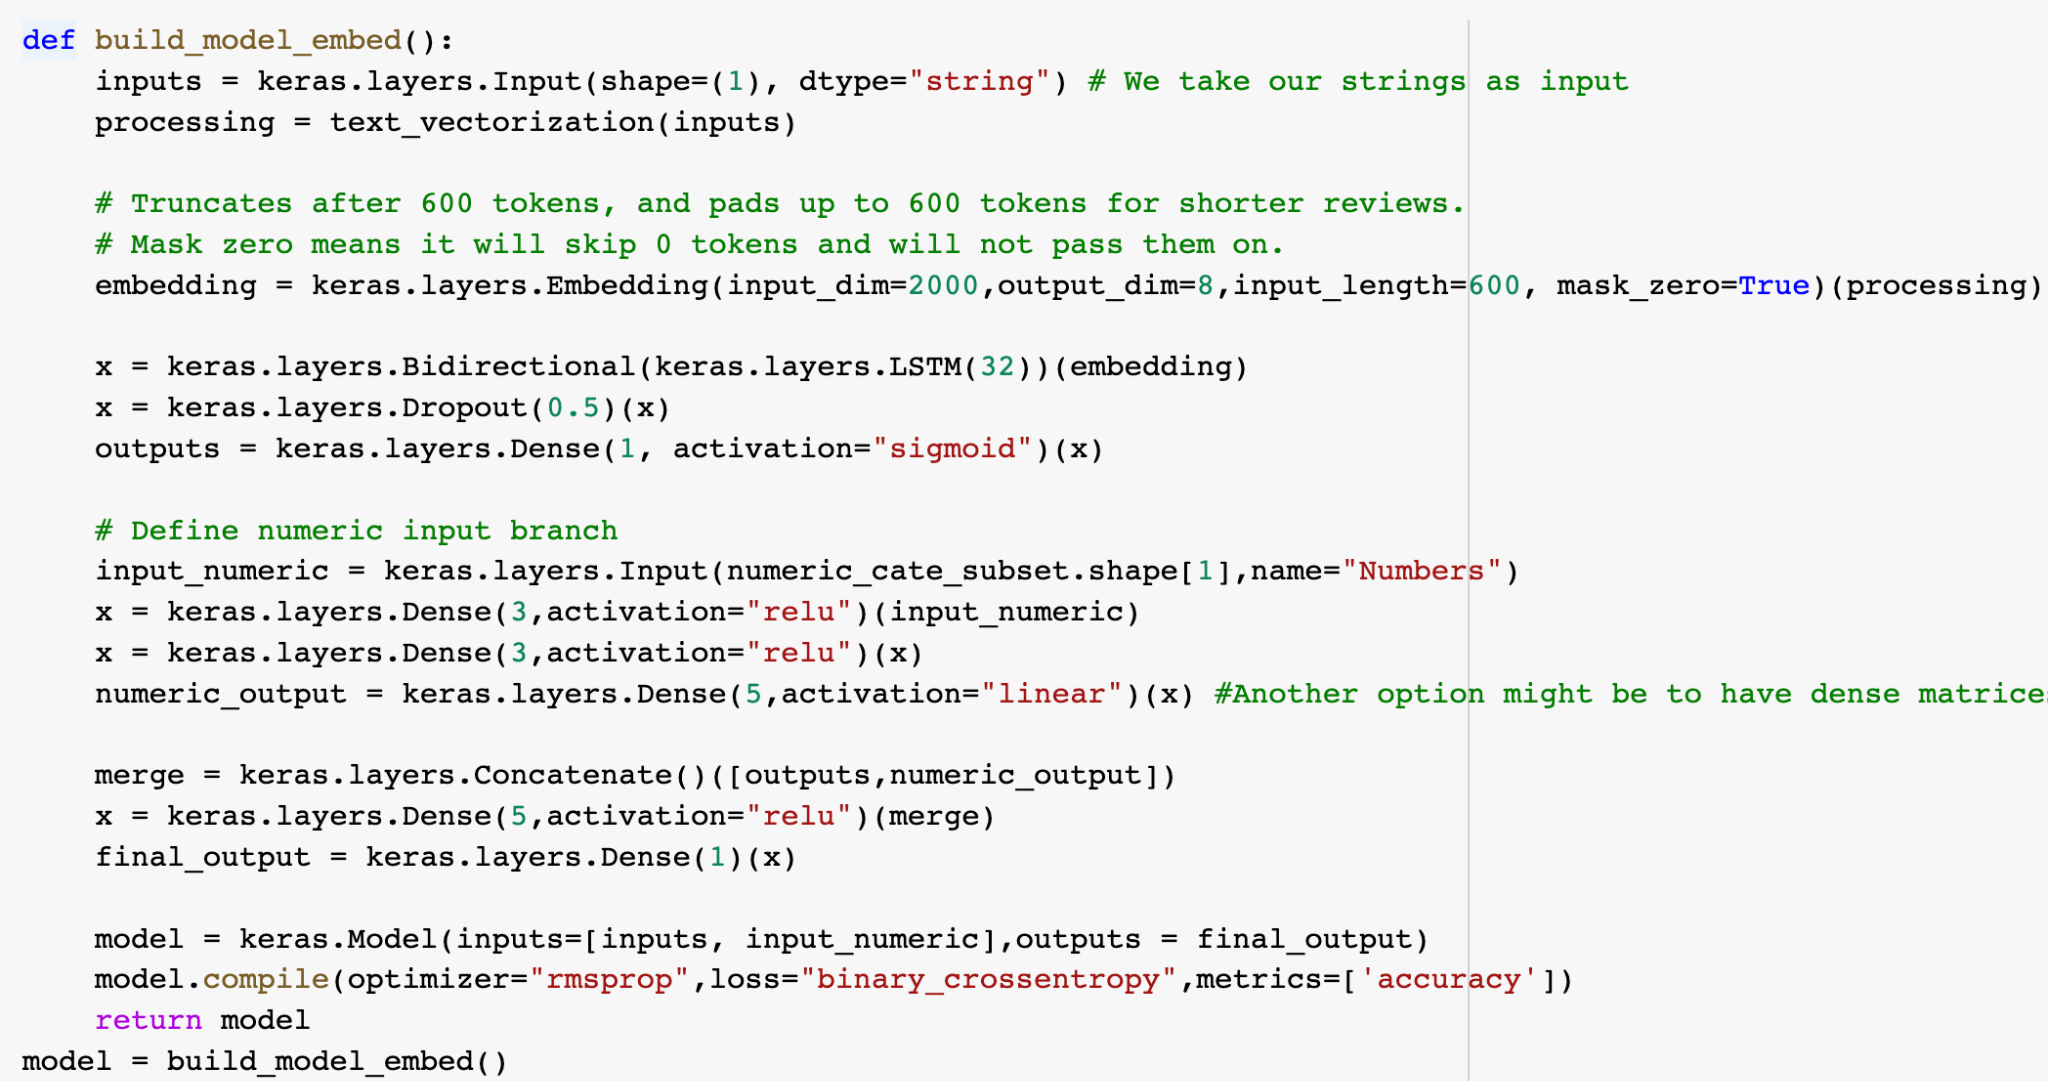 def build_model_embed():
    inputs = keras.layers.Input(shape=(1), dtype="string") # We take our strings as input
    processing = text_vectorization(inputs)

    # Truncates after 600 tokens, and pads up to 600 tokens for shorter reviews.
    # Mask zero means it will skip 0 tokens and will not pass them on.
    embedding = keras.layers.Embedding(input_dim=2000,output_dim=8,input_length=600, mask_zero=True)(processing)

    x = keras.layers.Bidirectional(keras.layers.LSTM(32))(embedding)
    x = keras.layers.Dropout(0.5)(x)
    outputs = keras.layers.Dense(1, activation="sigmoid")(x)

    # Define numeric input branch
    input_numeric = keras.layers.Input(numeric_cate_subset.shape[1],name="Numbers")
    x = keras.layers.Dense(3,activation="relu")(input_numeric)
    x = keras.layers.Dense(3,activation="relu")(x)
    numeric_output = keras.layers.Dense(5,activation="linear")(x) #Another option might be to have dense matrices

    merge = keras.layers.Concatenate()([outputs,numeric_output])
    x = keras.layers.Dense(5,activation="relu")(merge)
    final_output = keras.layers.Dense(1)(x)

    model = keras.Model(inputs=[inputs, input_numeric],outputs = final_output)
    model.compile(optimizer="rmsprop",loss="binary_crossentropy",metrics=['accuracy'])
    return model
model = build_model_embed()